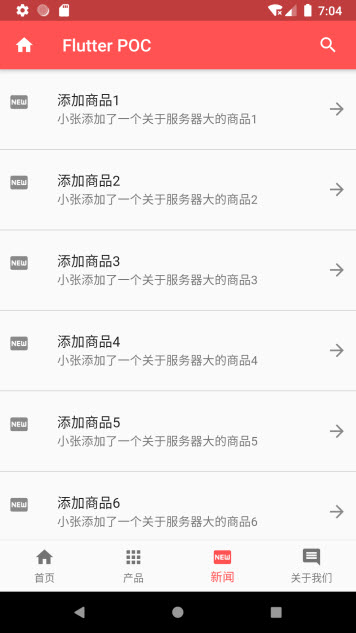 7:04
Flutter POC
NEW
添加商品1
小张添加了一个关于服务器大的商品1
NEW
添加商品2
小张添加了一个关于服务器大的商品2
NEW
添加商品3
小张添加了一个关于服务器大的商品3
NEW
添加商品4
小张添加了一个关于服务器大的商品4
NEW
添加商品5
小张添加了一个关于服务器大的商品5
NEW
添加商品6
小张添加了一个关于服务器大的商品6
NEW
首页 产品 新闻 关于我们